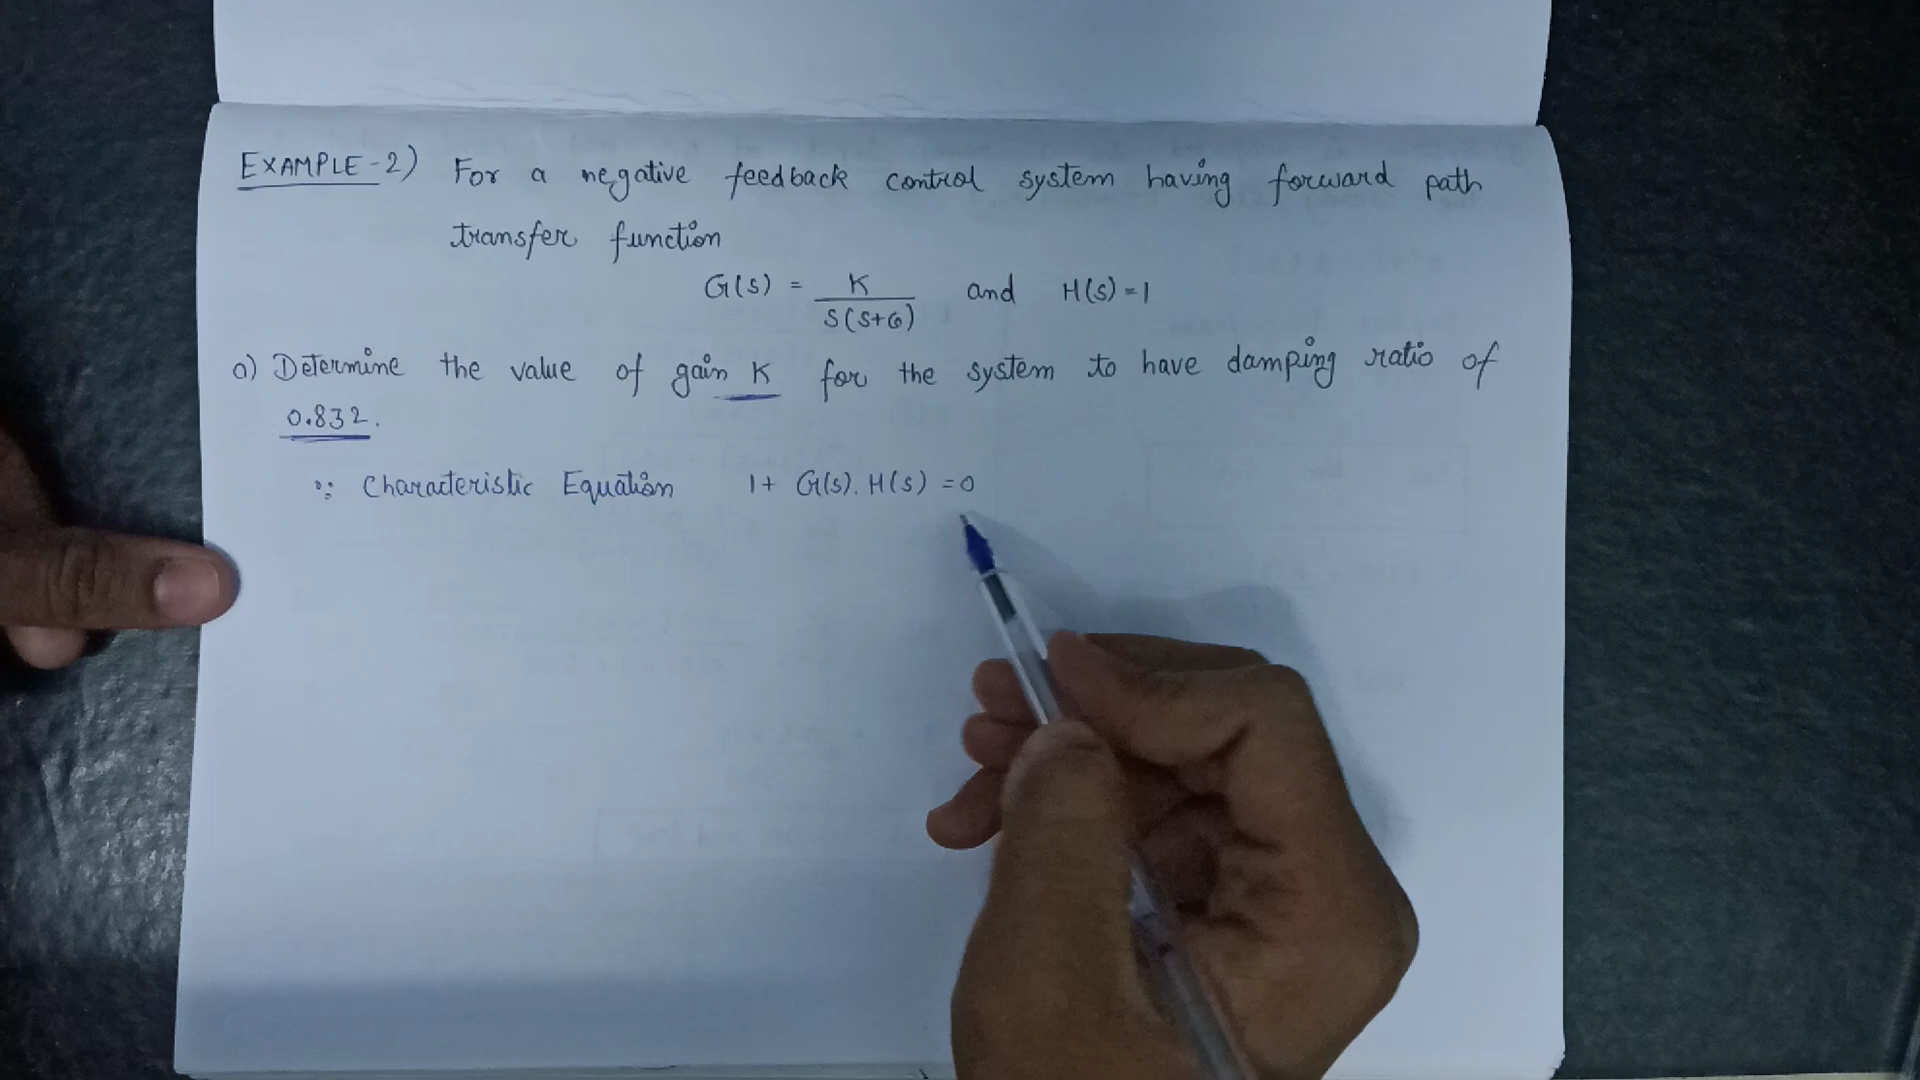 EXAMPLE-2) For a negative feedback control system having forward path
transfer function
G(s) = K / S(S+6) and H(s) = 1
a) Determine the value of gain K for the system to have damping ratio of
0.832.
∵ Characteristic Equation 1+ G(s). H(s) = 0